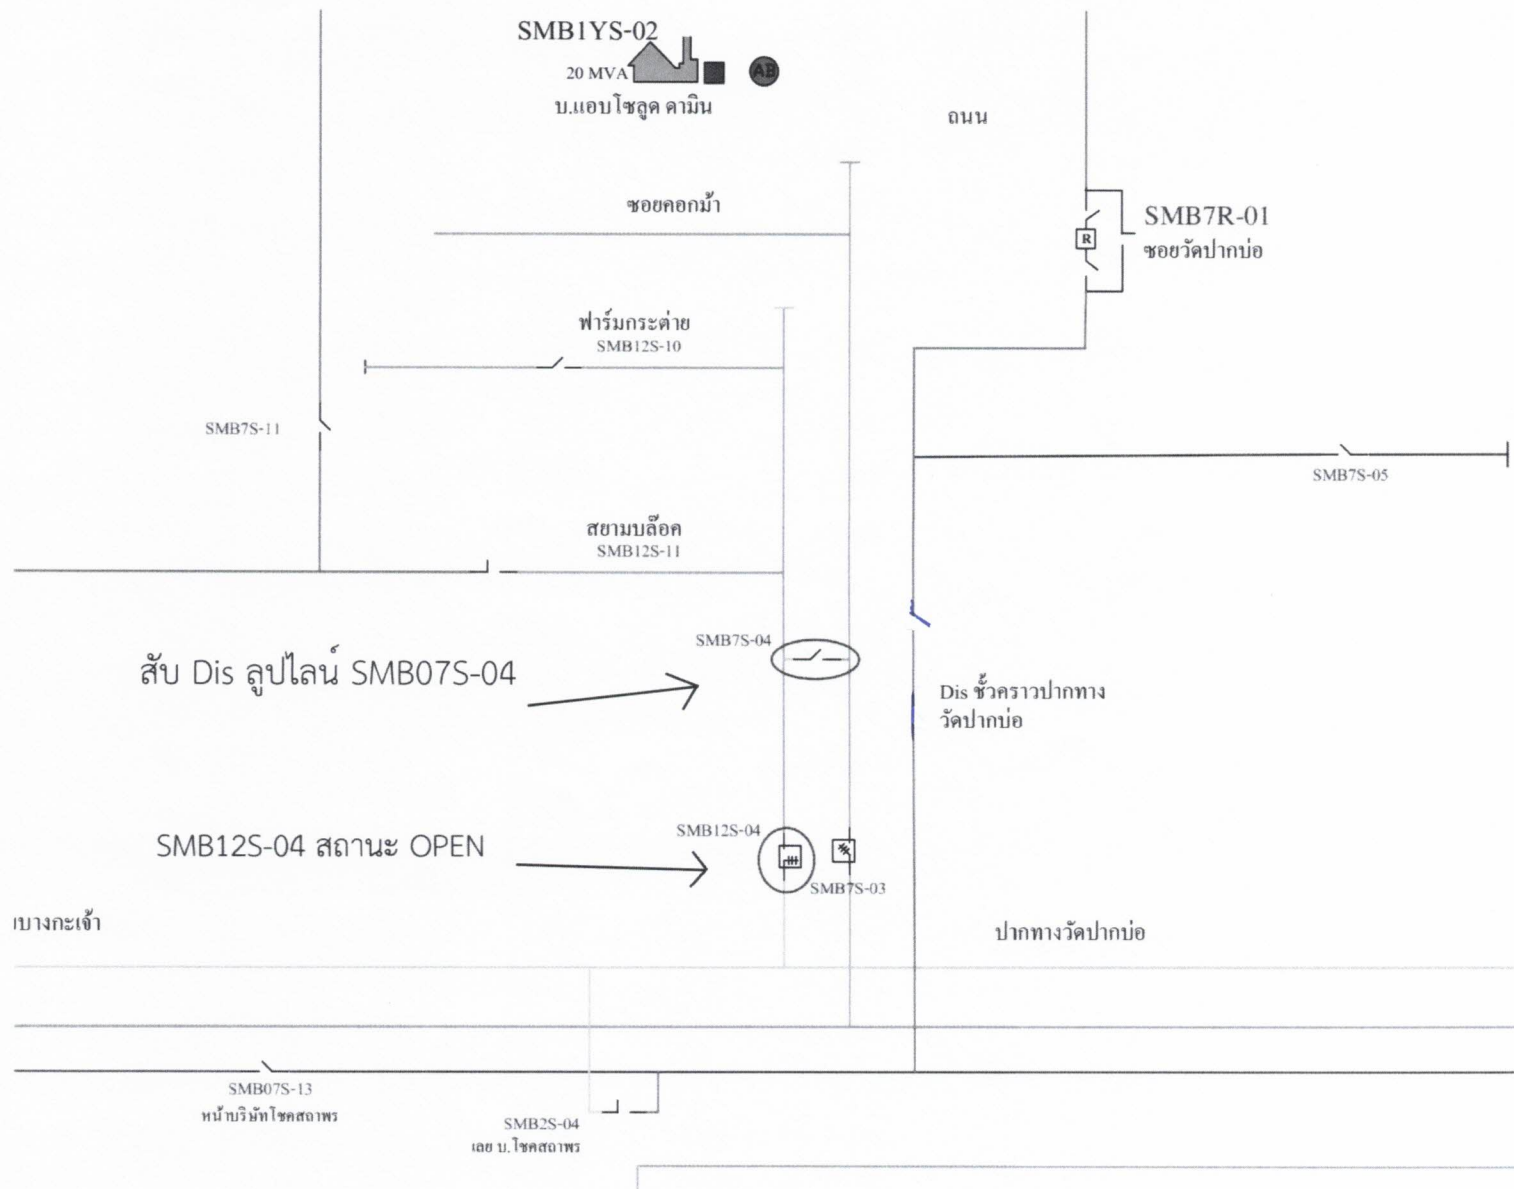 SMB1YS-02
20 MVA
AB
บ.แอบโซลูด คามิน
ถนน
ซอยคอกม้า
SMB7R-01
R
ซอยวัดปากบ่อ
ฟาร์มกระต่าย
SMB12S-10
SMB7S-11
SMB7S-05
สยามบล๊อค
SMB12S-11
SMB7S-04
สับ Dis ลูปไลน์ SMB07S-04
Dis ชั้วคราวปากทาง
วัดปากบ่อ
SMB12S-04
SMB12S-04 สถานะ OPEN
SMB7S-03
บางกะเจ้า
ปากทางวัดปากบ่อ
SMB07S-13
หน้าบริษัทโชคสถาพร
SMB2S-04
เลย บ.โชคสถาพร